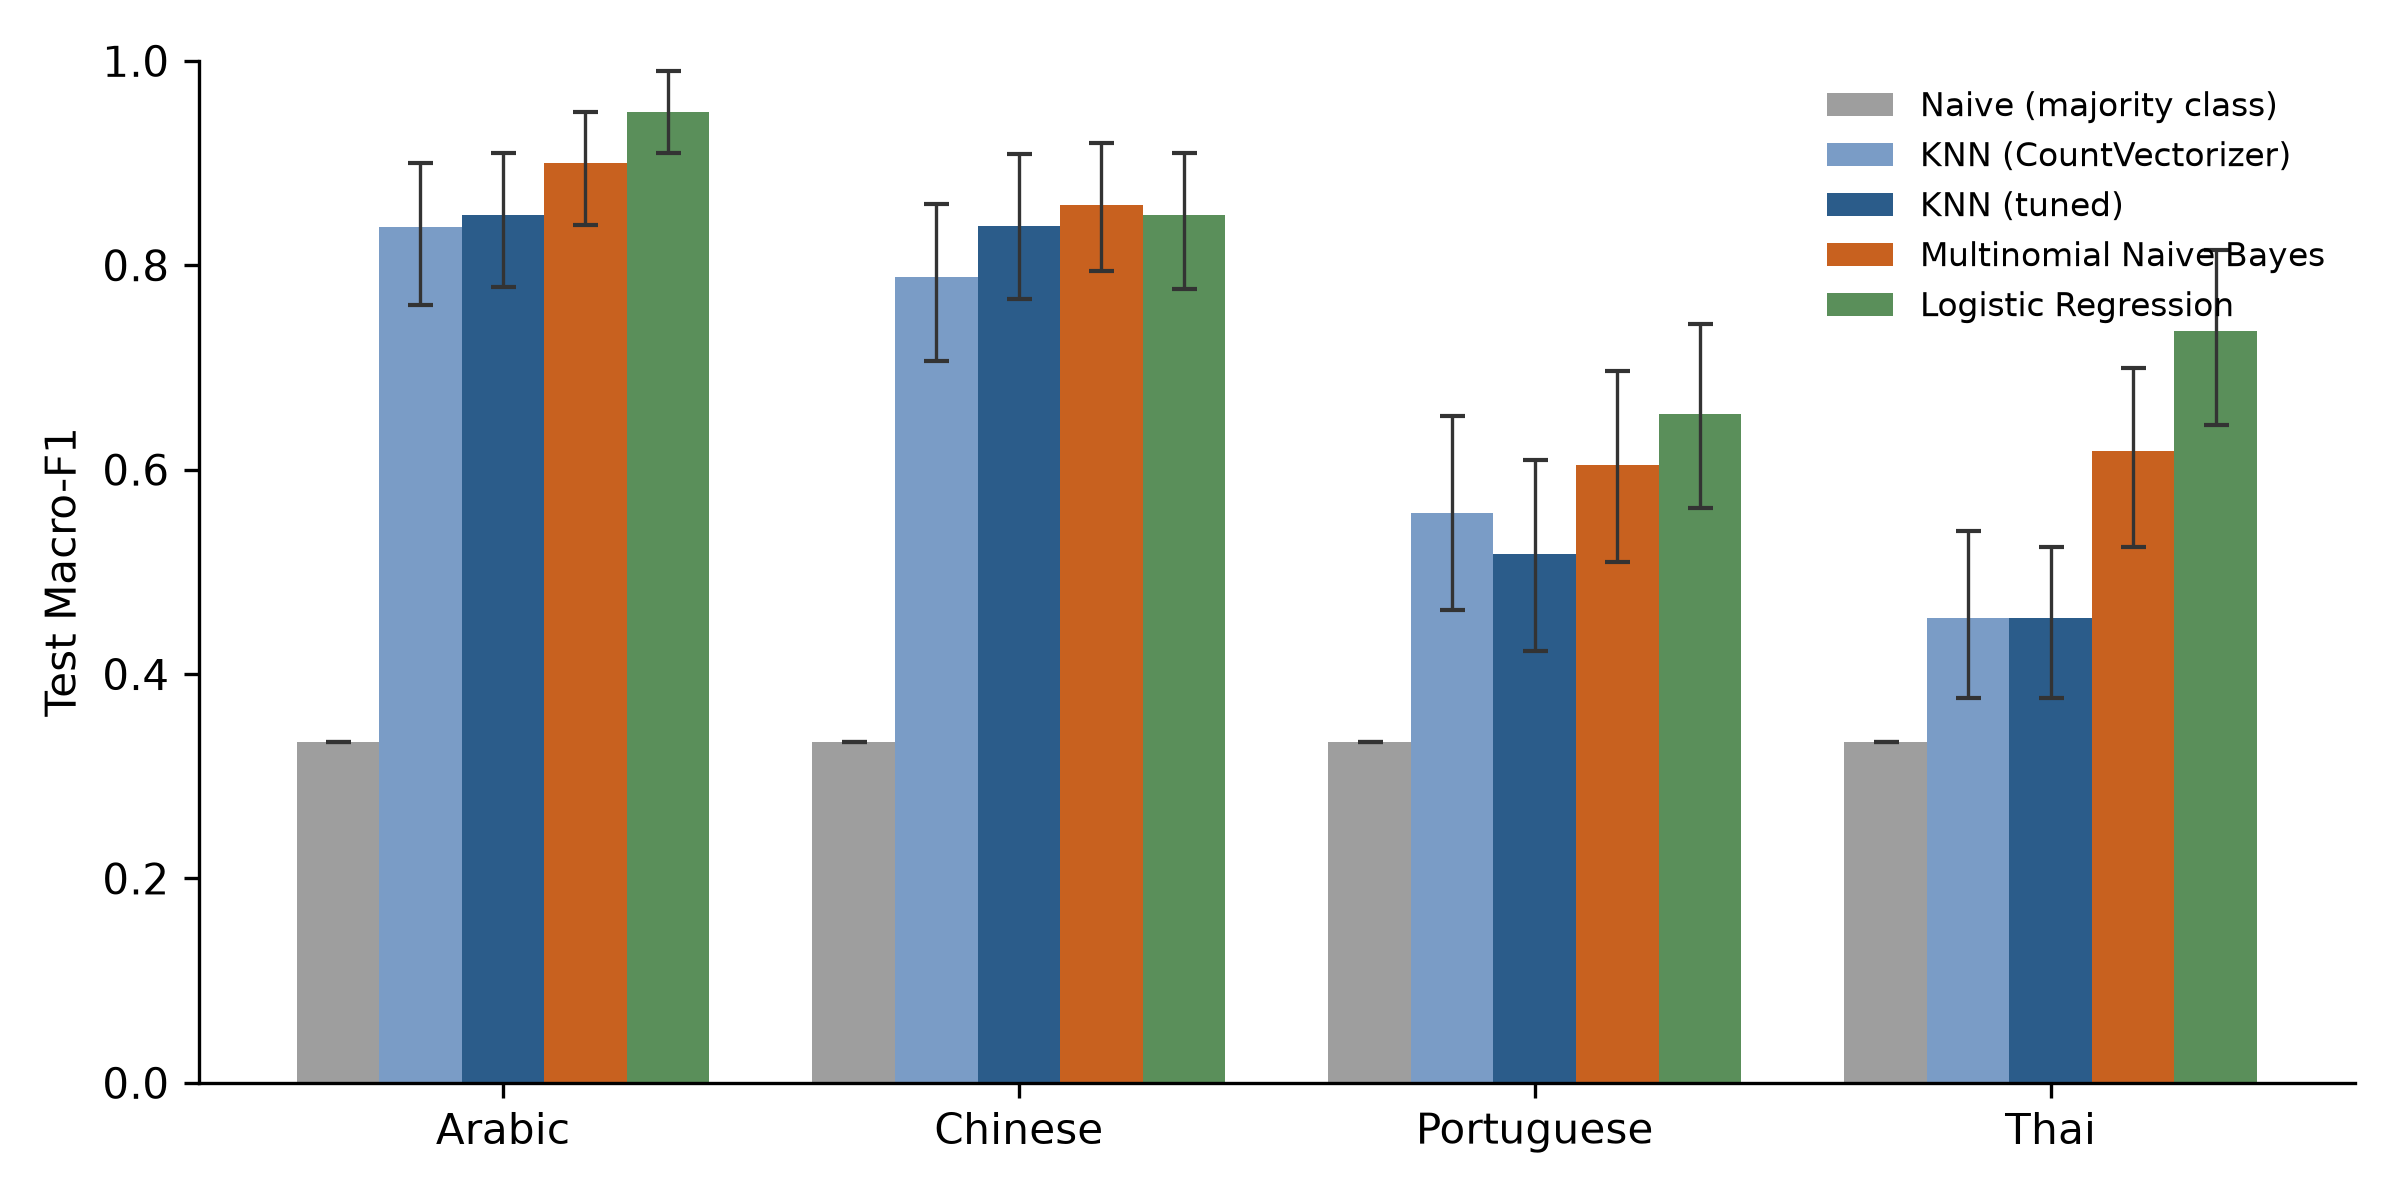 Test Macro-F1
1.0
0.8
0.6
0.4
0.2
0.0
Arabic
Chinese
Portuguese
Thai
Naive (majority class)
KNN (CountVectorizer)
KNN (tuned)
Multinomial Naive Bayes
Logistic Regression